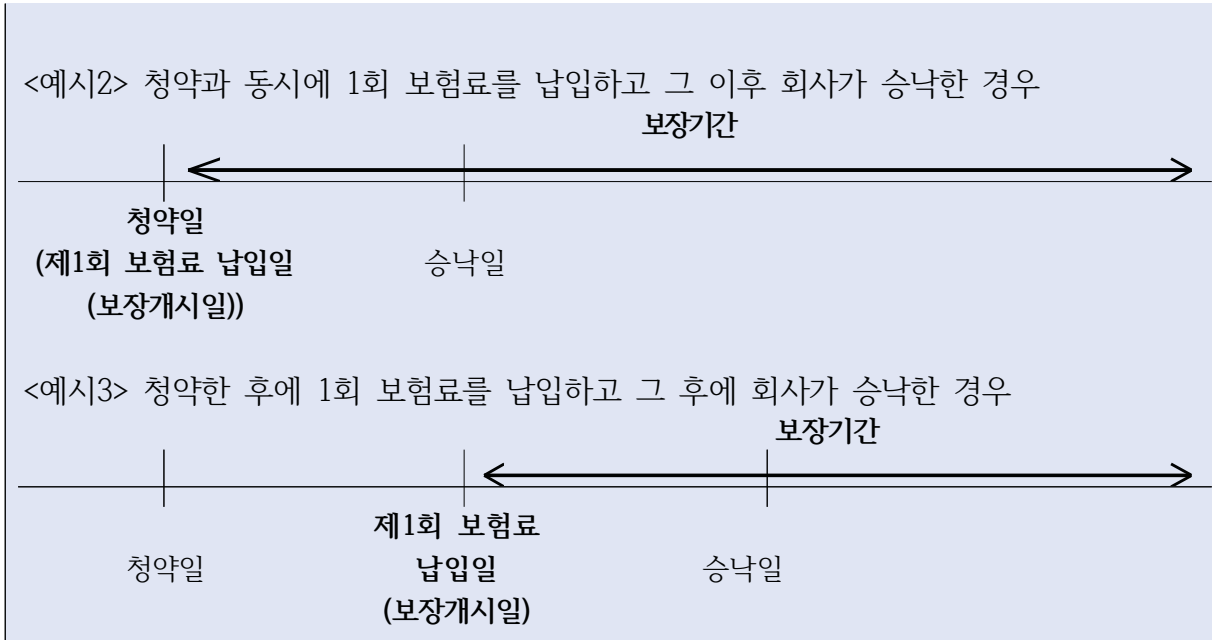 <예시2> 청약과 동시에 1회 보험료를 납입하고 그 이후 회사가 승낙한 경우
보장기간
청약일
(제1회 보험료 납입일
(보장개시일))
승낙일
<예시3> 청약한 후에 1회 보험료를 납입하고 그 후에 회사가 승낙한 경우
보장기간
청약일
제1회 보험료
납입일
(보장개시일)
승낙일